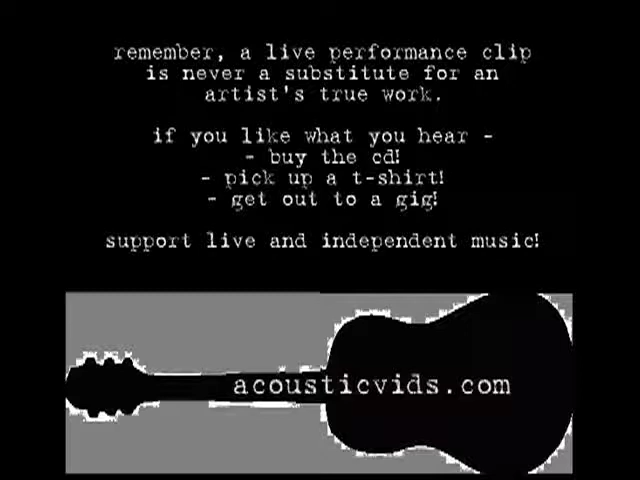 remember, a live performance clip
is never a substitute for an
artist's true work.
if you like what you hear -
- buy the cd!
- pick up a t-shirt!
- get out to a gig!
support live and independent music!
acousticvids.com